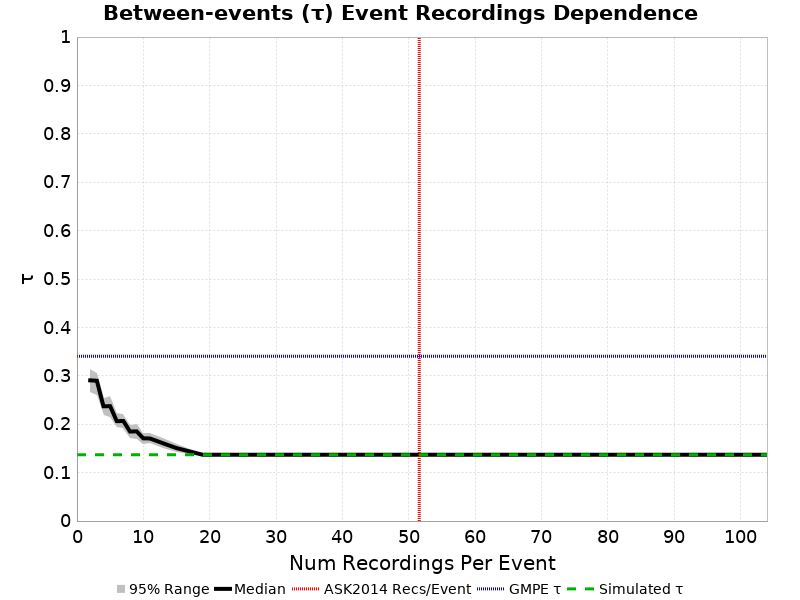 Between-events (τ) Event Recordings Dependence
1
0.9
0.8
0.7
0.6
0.5
0.4
0.3
0.2
0.1
0
τ
0 10 20 30 40 50 60 70 80 90 100
Num Recordings Per Event
95% Range Median ASK2014 Recs/Event GMPE τ Simulated τ